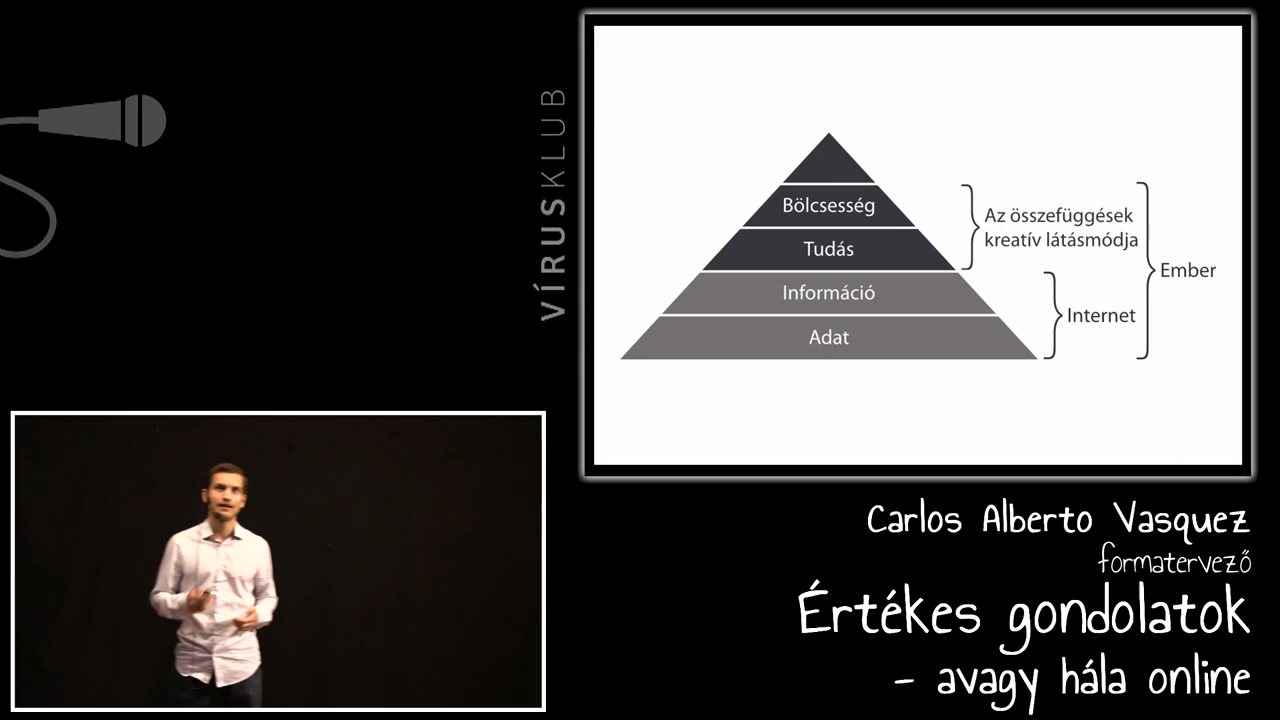 VÍRUSKLUB
Bölcsesség
Tudás
Információ
Adat
Az összefüggések
kreatív látásmódja
Internet
Ember
Carlos Alberto Vasquez
formatervező
Értékes gondolatok
- avagy hála online